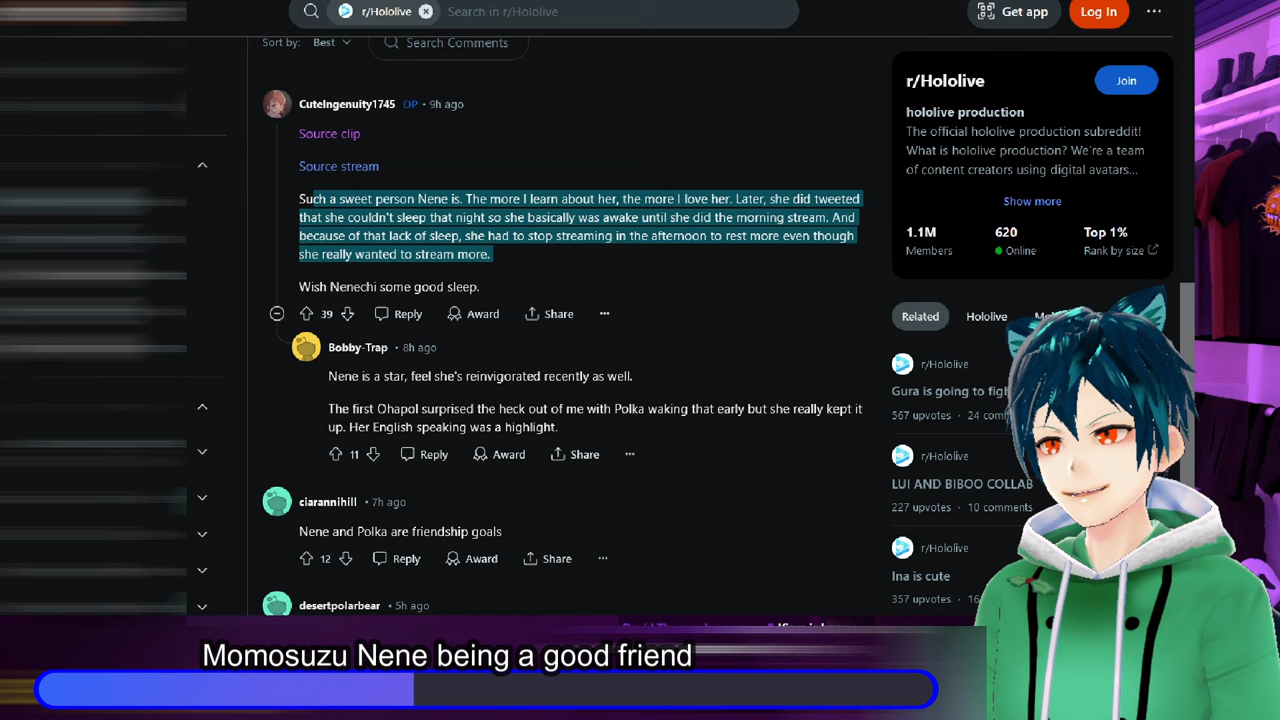 r/Hololive
Search in r/Hololive
Get app
Log In
Sort by: Best
Search Comments
CuteIngenuity1745 OP • 9h ago
Source clip
Source stream
Such a sweet person Nene is. The more I learn about her, the more I love her. Later, she did tweeted
that she couldn't sleep that night so she basically was awake until she did the morning stream. And
because of that lack of sleep, she had to stop streaming in the afternoon to rest more even though
she really wanted to stream more.
Wish Nenechi some good sleep.
39 Reply Award Share
Bobby-Trap • 8h ago
Nene is a star, feel she's reinvigorated recently as well.
The first Ohapol surprised the heck out of me with Polka waking that early but she really kept it
up. Her English speaking was a highlight.
11 Reply Award Share
ciarannihill • 7h ago
Nene and Polka are friendship goals
12 Reply Award Share
desertpolarbear • 5h ago
r/Hololive
Join
hololive production
The official hololive production subreddit!
What is hololive production? We're a team
of content creators using digital avatars...
Show more
1.1M 620 Top 1%
Members Online Rank by size
Related Hololive
r/Hololive
Gura is going to
567 upvotes • 24
r/Hololive
LUI AND BIBOO COLLAB
227 upvotes • 10 comments
r/Hololive
Ina is cute
357 upvotes
Momosuzu Nene being a good friend